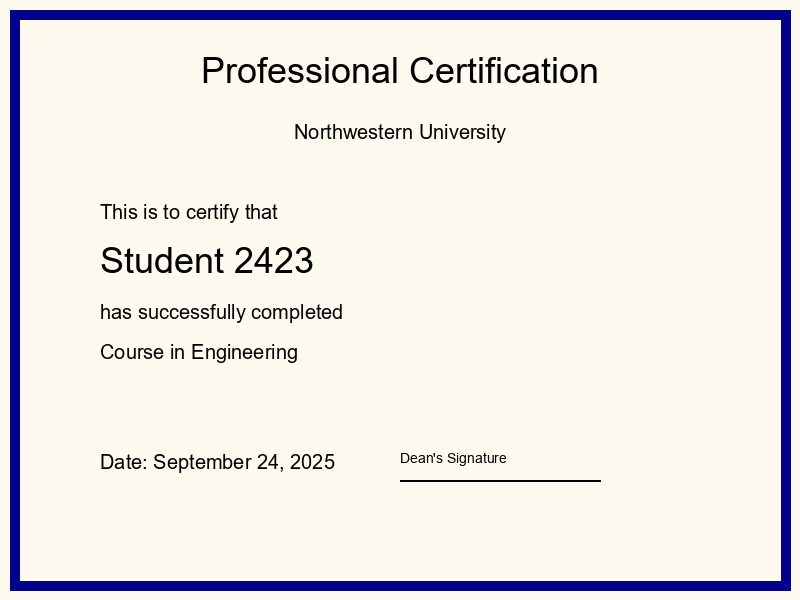 Professional Certification
Northwestern University
This is to certify that
Student 2423
has successfully completed
Course in Engineering
Date: September 24, 2025
Dean's Signature